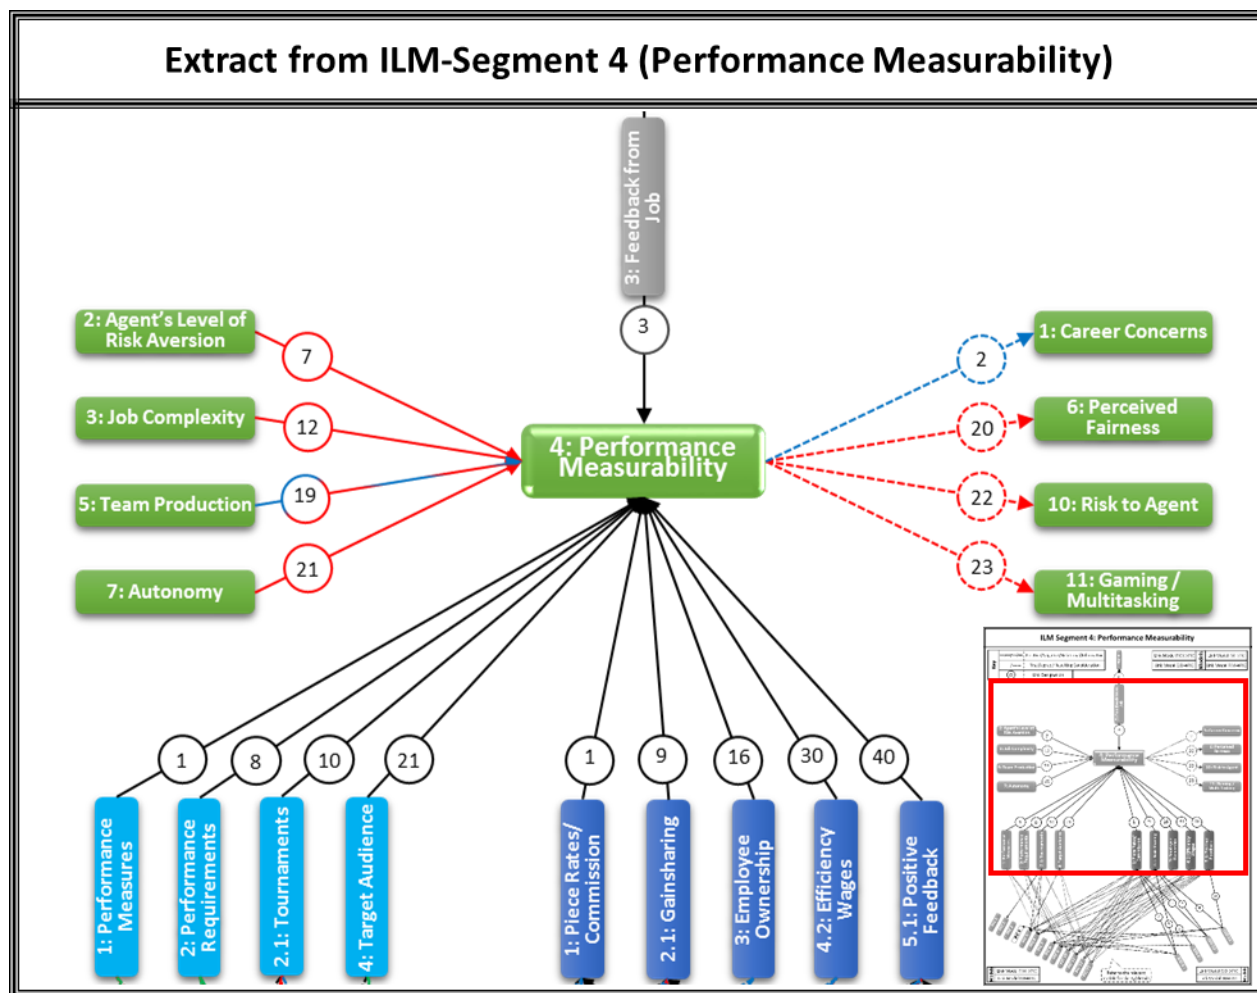 Extract from ILM-Segment 4 (Performance Measurability)
3: Feedback from
Job
3
2: Agent's Level of
Risk Aversion
7
3: Job Complexity
12
5: Team Production
19
7: Autonomy
21
4: Performance
Measurability
2
1: Career Concerns
20
6: Perceived
Fairness
22
10: Risk to Agent
23
11: Gaming /
Multitasking
1
8
10
21
1
9
16
30
40
1: Performance
Measures
2: Performance
Requirements
2.1: Tournaments
4: Target Audience
1: Piece Rates/
Commission
2.1: Gainsharing
3: Employee
Ownership
4.2: Efficiency
Wages
5.1: Positive
Feedback
ILM Segment 4: Performance Measurability